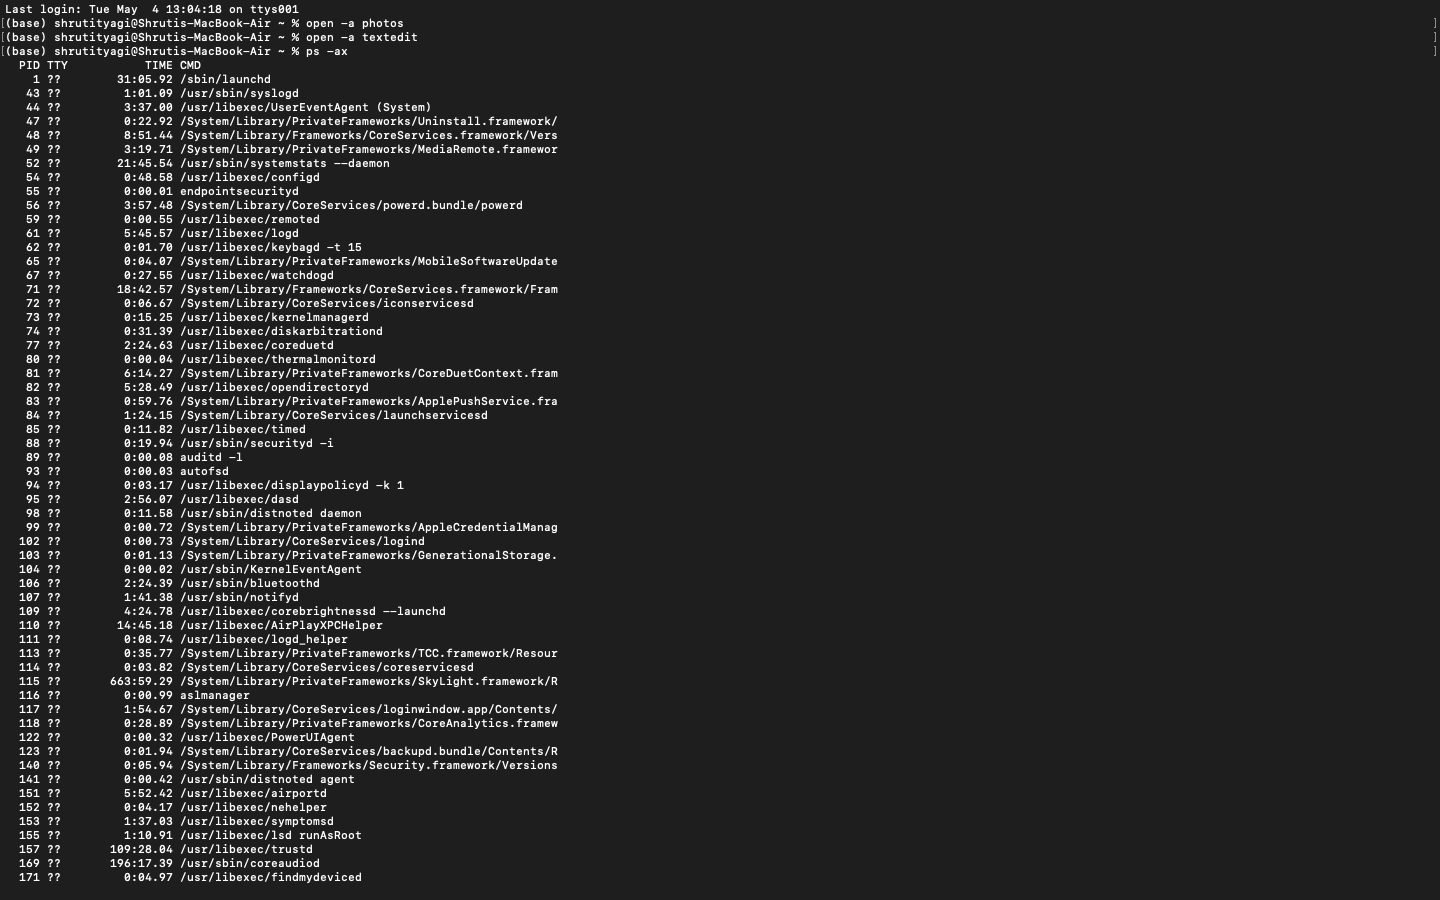 Last login: Tue May  4 13:04:18 on ttys001
[(base) shrutityagi@Shrutis-MacBook-Air ~ % open -a photos ]
[(base) shrutityagi@Shrutis-MacBook-Air ~ % open -a textedit ]
[(base) shrutityagi@Shrutis-MacBook-Air ~ % ps -ax ]
PID TTY TIME CMD
1 ?? 31:05.92 /sbin/launchd
43 ?? 1:01.09 /usr/sbin/syslogd
44 ?? 3:37.00 /usr/libexec/UserEventAgent (System)
47 ?? 0:22.92 /System/Library/PrivateFrameworks/Uninstall.framework/
48 ?? 8:51.44 /System/Library/Frameworks/CoreServices.framework/Vers
49 ?? 3:19.71 /System/Library/PrivateFrameworks/MediaRemote.framewor
52 ?? 21:45.54 /usr/sbin/systemstats --daemon
54 ?? 0:48.58 /usr/libexec/configd
55 ?? 0:00.01 endpointsecurityd
56 ?? 3:57.48 /System/Library/CoreServices/powerd.bundle/powerd
59 ?? 0:00.55 /usr/libexec/remoted
61 ?? 5:45.57 /usr/libexec/logd
62 ?? 0:01.70 /usr/libexec/keybagd -t 15
65 ?? 0:04.07 /System/Library/PrivateFrameworks/MobileSoftwareUpdate
67 ?? 0:27.55 /usr/libexec/watchdogd
71 ?? 18:42.57 /System/Library/Frameworks/CoreServices.framework/Fram
72 ?? 0:06.67 /System/Library/CoreServices/iconservicesd
73 ?? 0:15.25 /usr/libexec/kernelmanagerd
74 ?? 0:31.39 /usr/libexec/diskarbitrationd
77 ?? 2:24.63 /usr/libexec/coreduetd
80 ?? 0:00.04 /usr/libexec/thermalmonitord
81 ?? 6:14.27 /System/Library/PrivateFrameworks/CoreDuetContext.fram
82 ?? 5:28.49 /usr/libexec/opendirectoryd
83 ?? 0:59.76 /System/Library/PrivateFrameworks/ApplePushService.fra
84 ?? 1:24.15 /System/Library/CoreServices/launchservicesd
85 ?? 0:11.82 /usr/libexec/timed
88 ?? 0:19.94 /usr/sbin/securityd -i
89 ?? 0:00.08 auditd -l
93 ?? 0:00.03 autofsd
94 ?? 0:03.17 /usr/libexec/displaypolicyd -k 1
95 ?? 2:56.07 /usr/libexec/dasd
98 ?? 0:11.58 /usr/sbin/distnoted daemon
99 ?? 0:00.72 /System/Library/PrivateFrameworks/AppleCredentialManag
102 ?? 0:00.73 /System/Library/CoreServices/logind
103 ?? 0:01.13 /System/Library/PrivateFrameworks/GenerationalStorage.
104 ?? 0:00.02 /usr/sbin/KernelEventAgent
106 ?? 2:24.39 /usr/sbin/bluetoothd
107 ?? 1:41.38 /usr/sbin/notifyd
109 ?? 4:24.78 /usr/libexec/corebrightnessd --launchd
110 ?? 14:45.18 /usr/libexec/AirPlayXPCHelper
111 ?? 0:08.74 /usr/libexec/logd_helper
113 ?? 0:35.77 /System/Library/PrivateFrameworks/TCC.framework/Resour
114 ?? 0:03.82 /System/Library/CoreServices/coreservicesd
115 ?? 663:59.29 /System/Library/PrivateFrameworks/SkyLight.framework/R
116 ?? 0:00.99 aslmanager
117 ?? 1:54.67 /System/Library/CoreServices/loginwindow.app/Contents/
118 ?? 0:28.89 /System/Library/PrivateFrameworks/CoreAnalytics.framew
122 ?? 0:00.32 /usr/libexec/PowerUIAgent
123 ?? 0:01.94 /System/Library/CoreServices/backupd.bundle/Contents/R
140 ?? 0:05.94 /System/Library/Frameworks/Security.framework/Versions
141 ?? 0:00.42 /usr/sbin/distnoted agent
151 ?? 5:52.42 /usr/libexec/airportd
152 ?? 0:04.17 /usr/libexec/nehelper
153 ?? 1:37.03 /usr/libexec/symptomsd
155 ?? 1:10.91 /usr/libexec/lsd runAsRoot
157 ?? 109:28.04 /usr/libexec/trustd
169 ?? 196:17.39 /usr/sbin/coreaudiod
171 ?? 0:04.97 /usr/libexec/findmydeviced